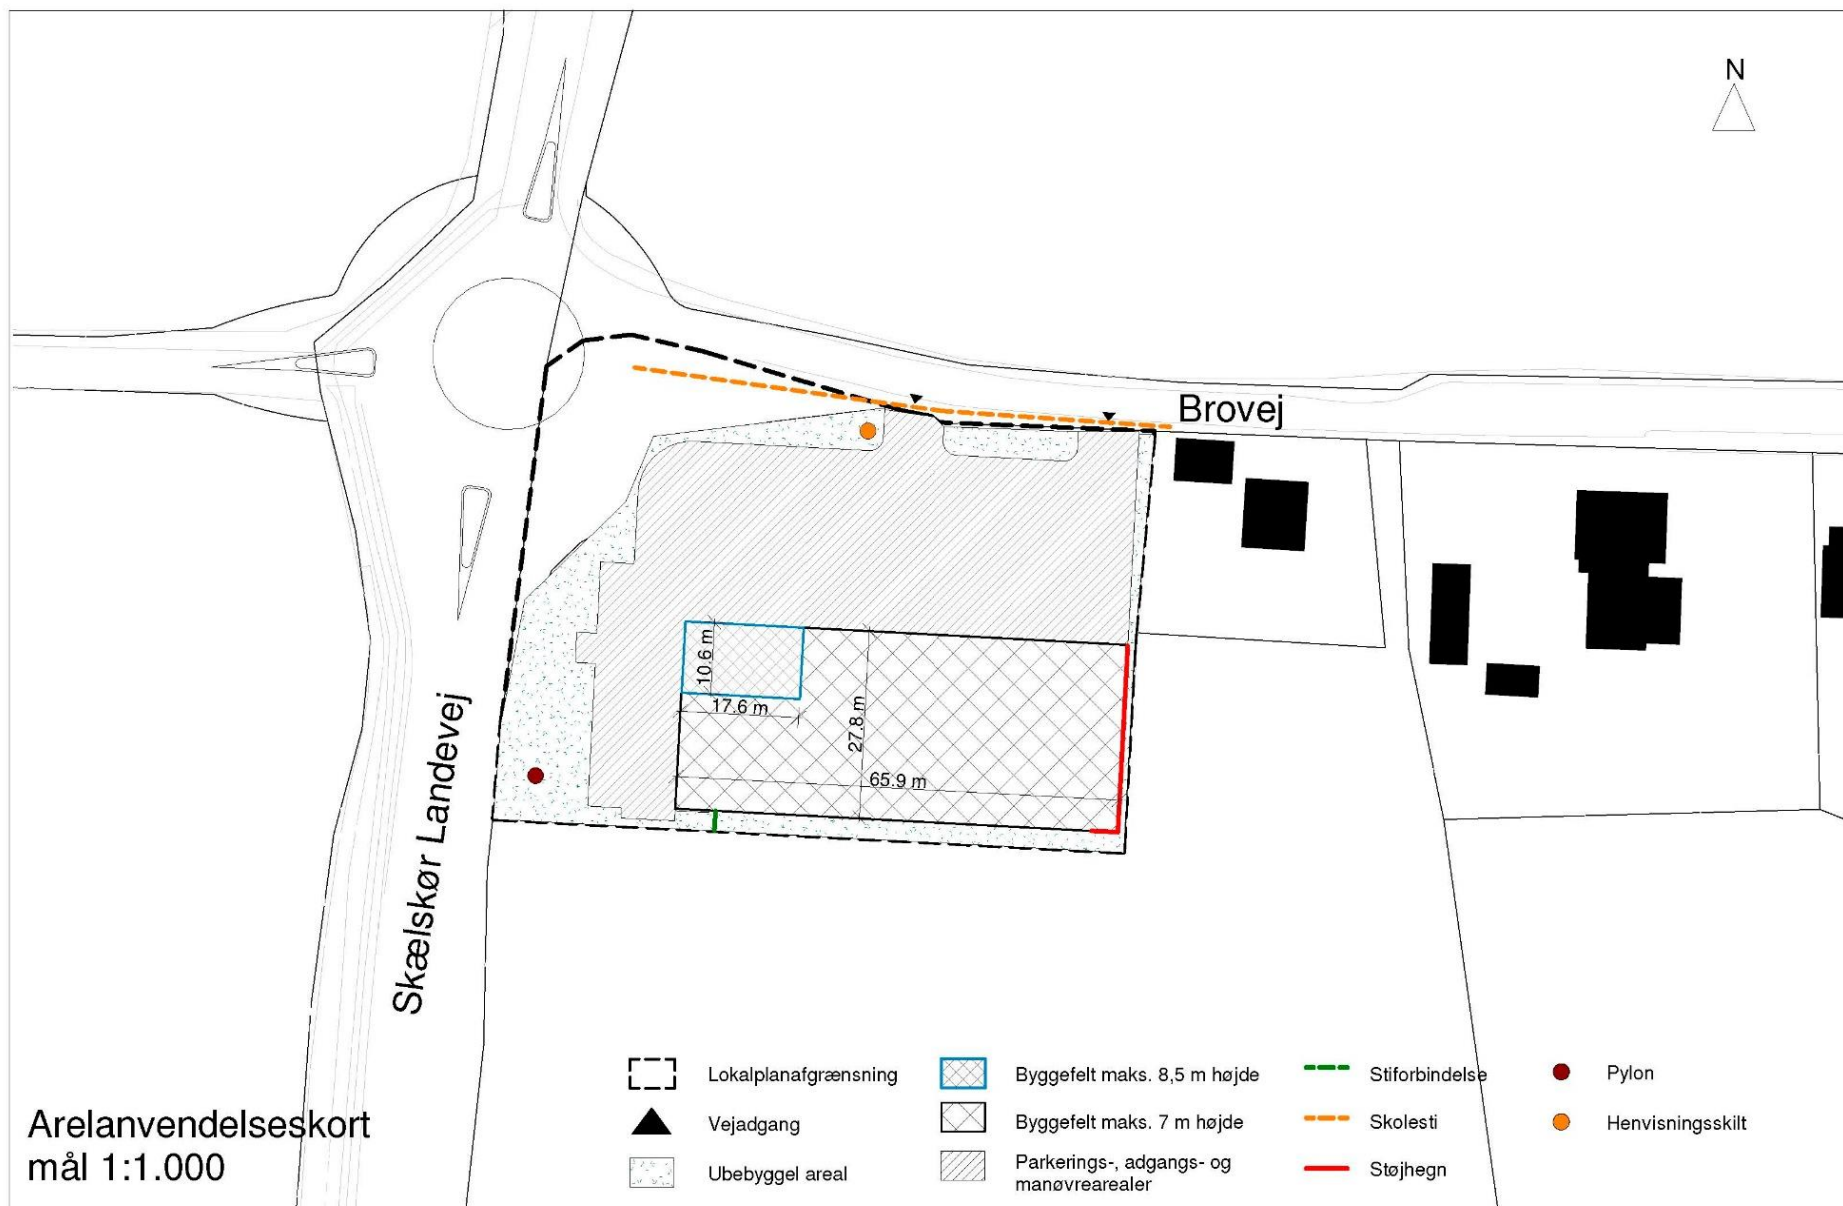 N
Brovej
10.6 m
17.6 m
27.8 m
65.9 m
Skælskør Landevej
Arelanvendelseskort
mål 1:1.000
Lokalplanafgrænsning
Vejadgang
Ubebyggel areal
Byggefelt maks. 8,5 m højde
Byggefelt maks. 7 m højde
Parkerings-, adgangs- og
manøvrearealer
Stiforbindelse
Skolesti
Støjhegn
Pylon
Henvisningsskilt